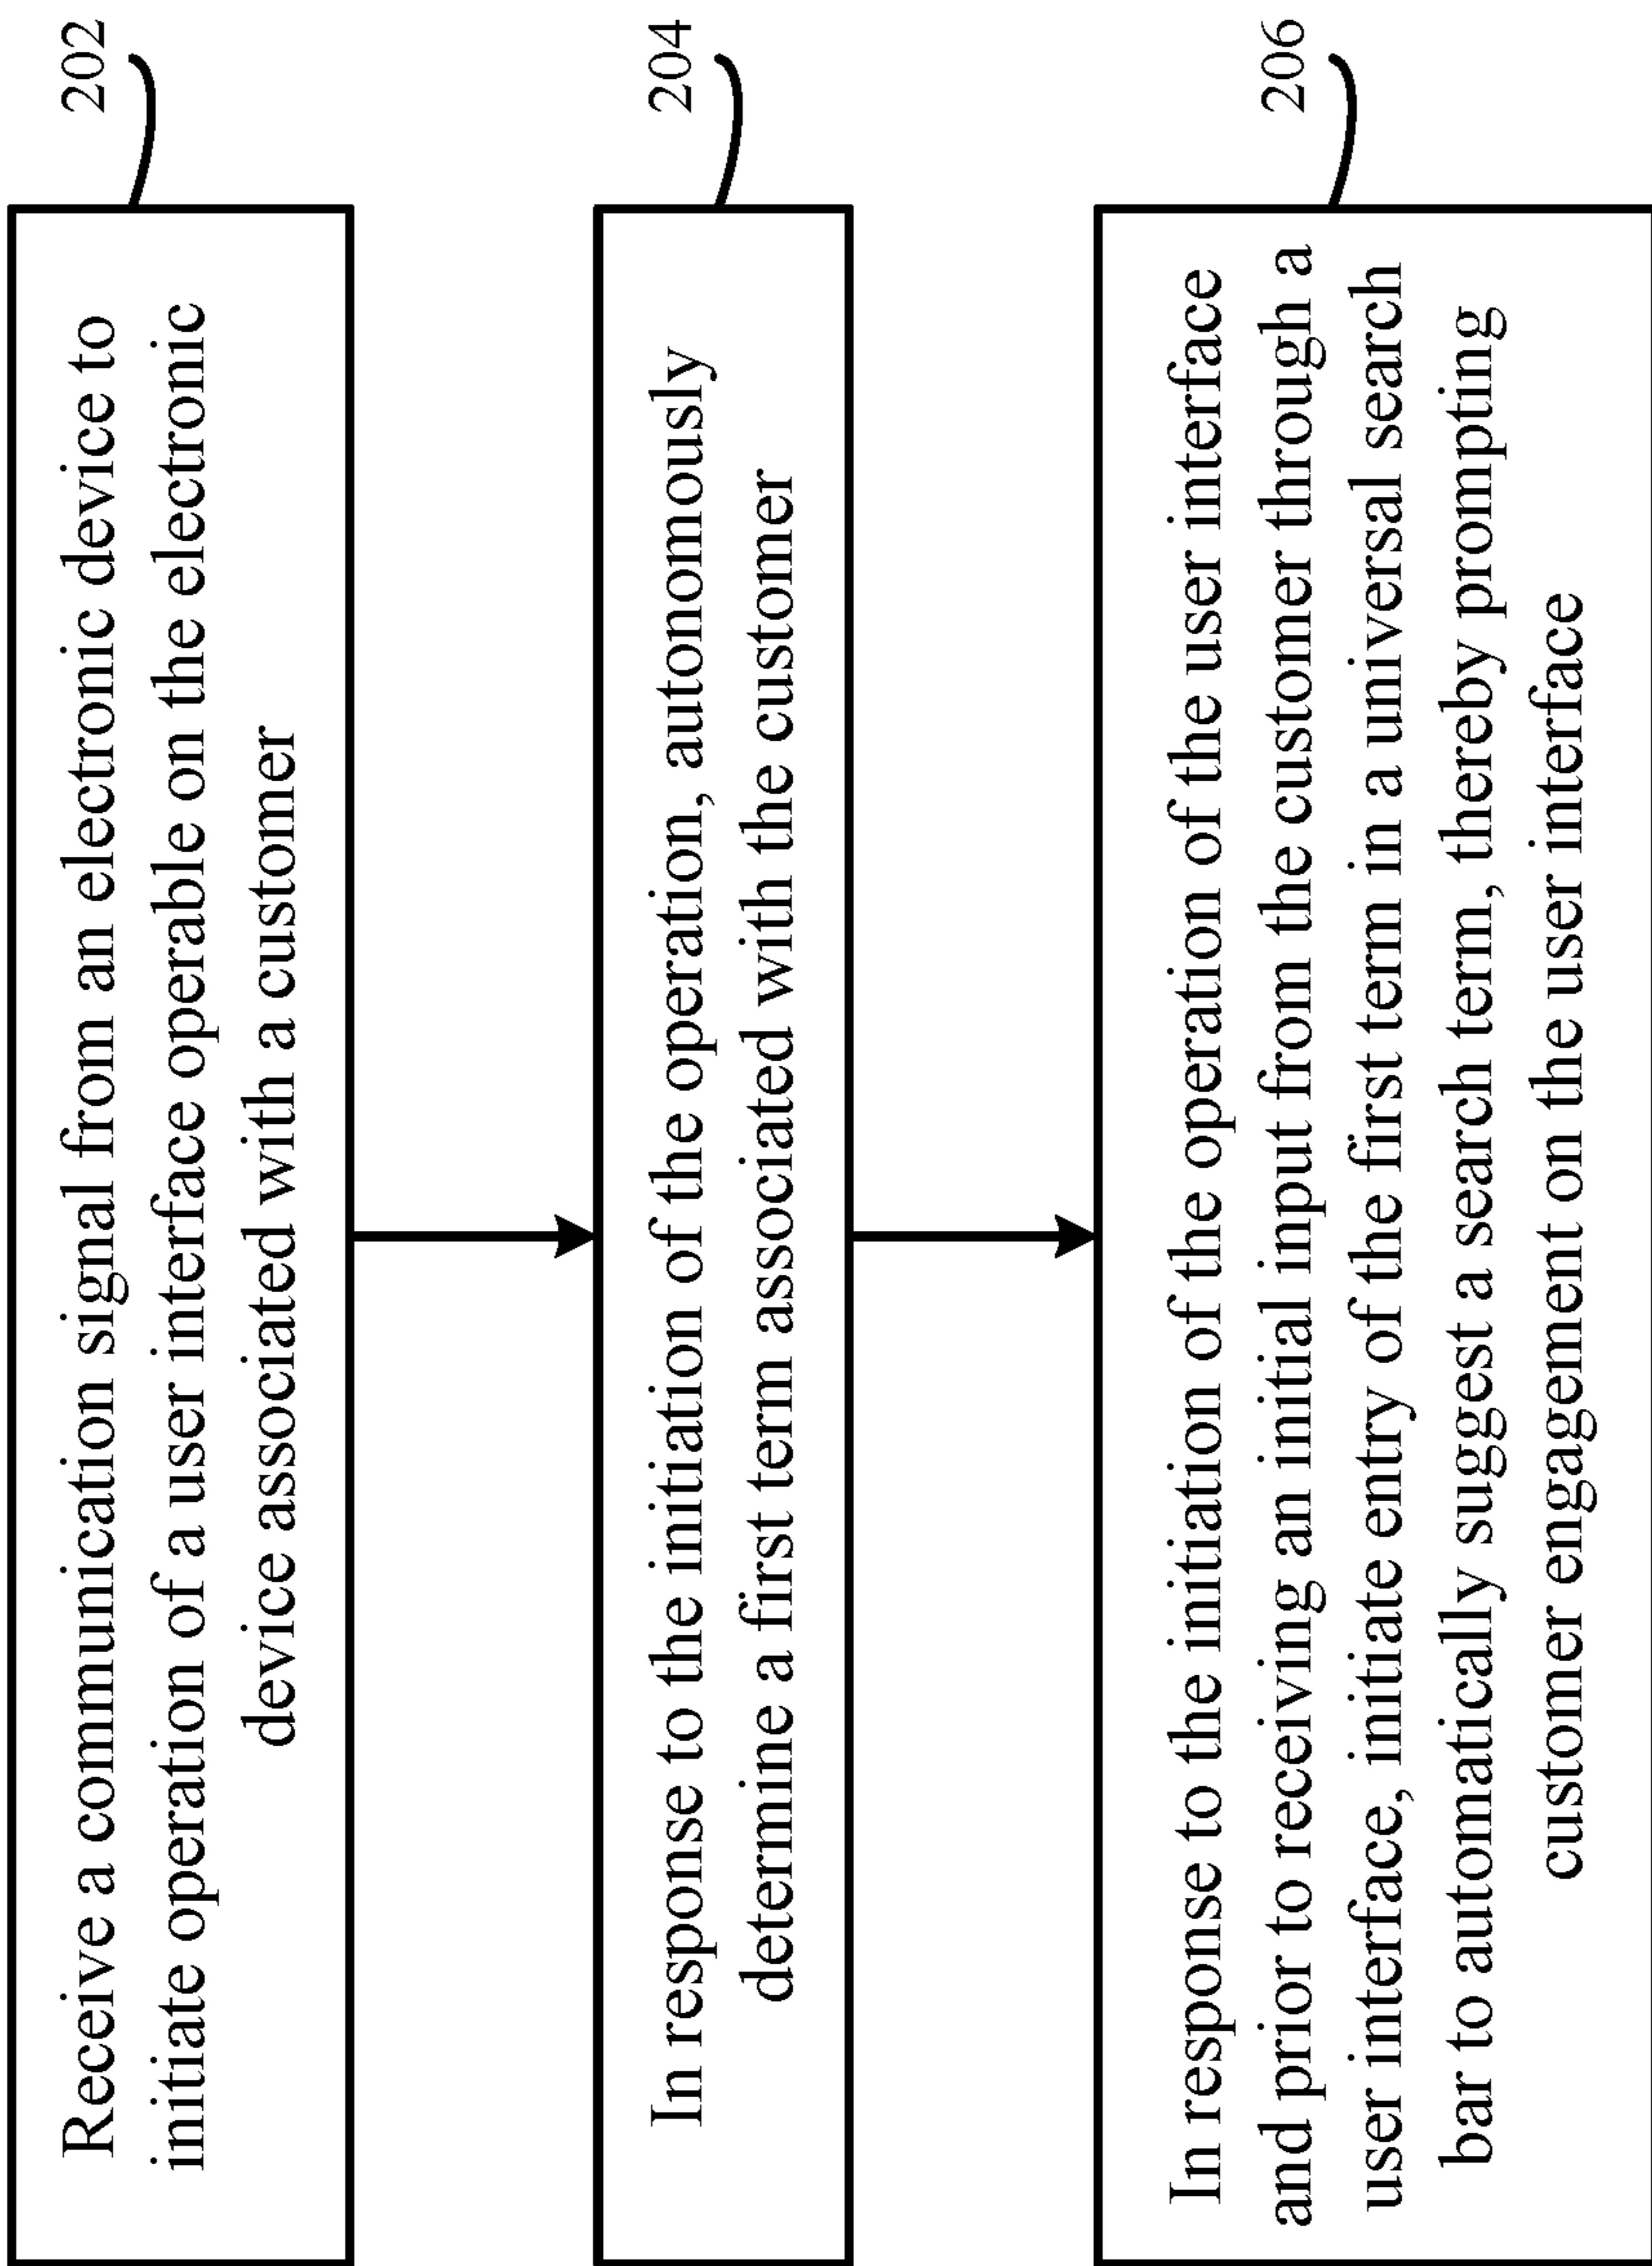 Receive a communication signal from an electronic device to
initiate operation of a user interface operable on the electronic
device associated with a customer
202
In response to the initiation of the operation, autonomously
determine a first term associated with the customer
204
In response to the initiation of the operation of the user interface
and prior to receiving an initial input from the customer through a
user interface, initiate entry of the first term in a universal search
bar to automatically suggest a search term, thereby prompting
customer engagement on the user interface
206